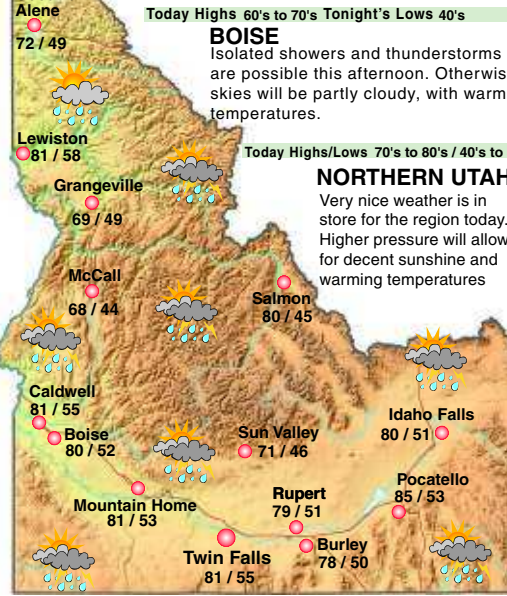 Alene
72 / 49
Today Highs 60's to 70's Tonight's Lows 40's
BOISE
Isolated showers and thunderstorms
are possible this afternoon. Otherwis
skies will be partly cloudy, with warm
temperatures.
Lewiston
81 / 58
Today Highs/Lows 70's to 80's / 40's to
Grangeville
69 / 49
NORTHERN UTAH
Very nice weather is in
store for the region today.
Higher pressure will allow
for decent sunshine and
warming temperatures
McCall
68 / 44
Salmon
80 / 45
Caldwell
81 / 55
Boise
80 / 52
Sun Valley
71 / 46
Idaho Falls
80 / 51
Mountain Home
81 / 53
Rupert
79 / 51
Pocatello
85 / 53
Twin Falls
81 / 55
Burley
78 / 50